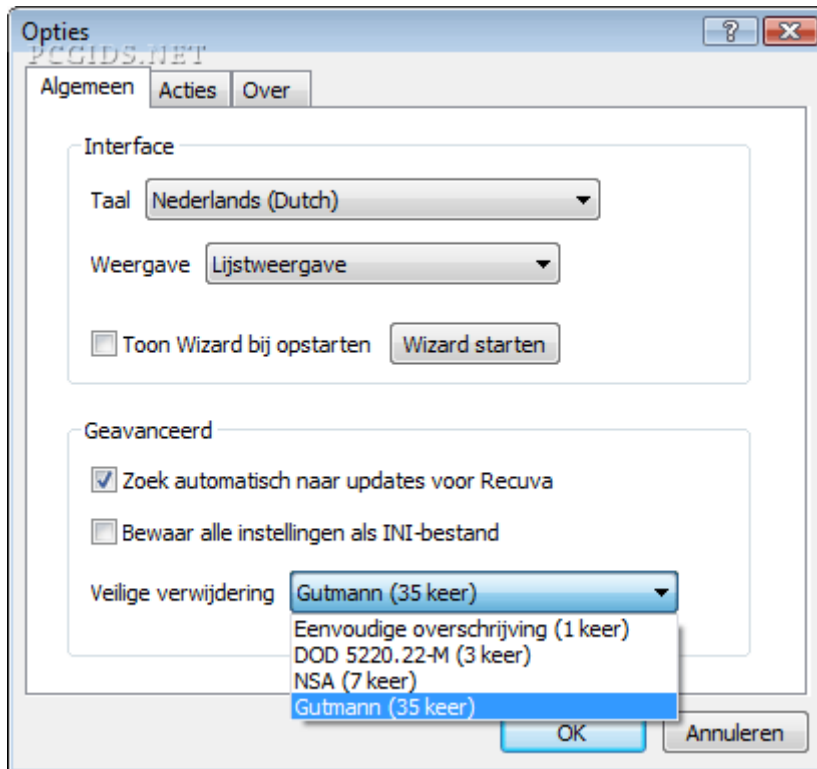 Opties
PCGIDS.NET
Algemeen Acties Over
Interface
Taal Nederlands (Dutch)
Weergave Lijstweergave
Toon Wizard bij opstarten Wizard starten
Geavanceerd
Zoek automatisch naar updates voor Recuva
Bewaar alle instellingen als INI-bestand
Veilige verwijdering Gutmann (35 keer)
Eenvoudige overschrijving (1 keer)
DOD 5220.22-M (3 keer)
NSA (7 keer)
Gutmann (35 keer)
OK Annuleren